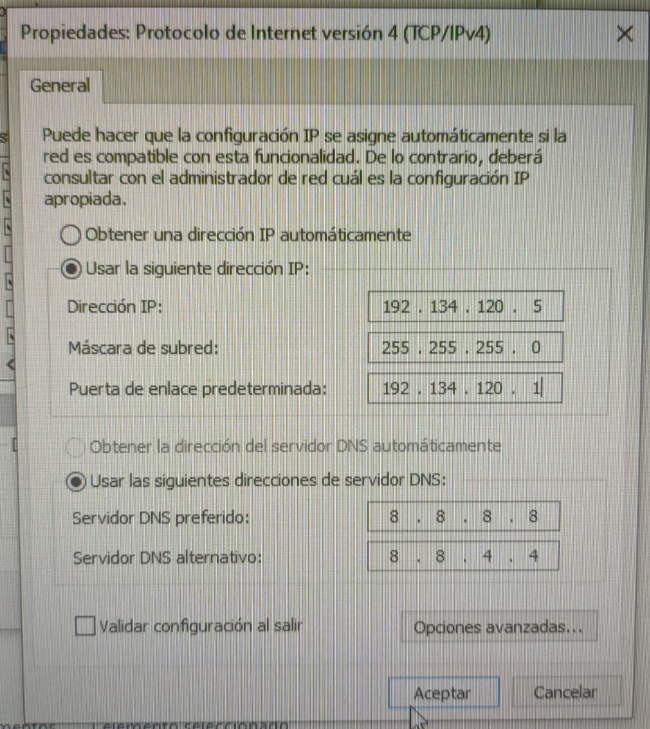 Propiedades: Protocolo de Internet versión 4 (TCP/IPv4)
General
Puede hacer que la configuración IP se asigne automáticamente si la
red es compatible con esta funcionalidad. De lo contrario, deberá
consultar con el administrador de red cuál es la configuración IP
apropiada.
Obtener una dirección IP automáticamente
Usar la siguiente dirección IP:
Dirección IP: 192 . 134 . 120 . 5
Máscara de subred: 255 . 255 . 255 . 0
Puerta de enlace predeterminada: 192 . 134 . 120 . 1
Obtener la dirección del servidor DNS automáticamente
Usar las siguientes direcciones de servidor DNS:
Servidor DNS preferido: 8 . 8 . 8 . 8
Servidor DNS alternativo: 8 . 8 . 4 . 4
Validar configuración al salir
Opciones avanzadas...
Aceptar Cancelar
elemento seleccionado